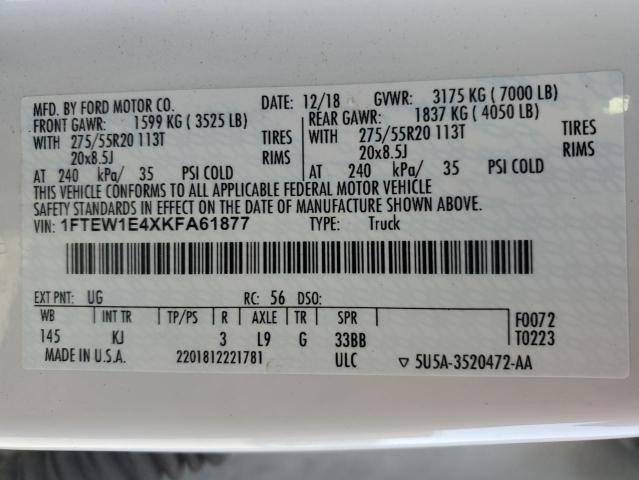 MFD. BY FORD MOTOR CO. DATE: 12/18 GVWR: 3175 KG ( 7000 LB)
FRONT GAWR: 1599 KG ( 3525 LB) REAR GAWR: 1837 KG ( 4050 LB)
WITH 275/55R20 113T TIRES WITH 275/55R20 113T TIRES
20x8.5J RIMS 20x8.5J RIMS
AT 240 kPa/ 35 PSI COLD AT 240 kPa/ 35 PSI COLD
THIS VEHICLE CONFORMS TO ALL APPLICABLE FEDERAL MOTOR VEHICLE
SAFETY STANDARDS IN EFFECT ON THE DATE OF MANUFACTURE SHOWN ABOVE.
VIN: 1FTEW1E4XKFA61877 TYPE: Truck
EXT PNT: UG RC: 56 DSO:
WB INT TR TP/PS R AXLE TR SPR F0072
145 KJ 3 L9 G 33BB T0223
MADE IN U.S.A. 2201812221781 ULC ▽ 5U5A-3520472-AA